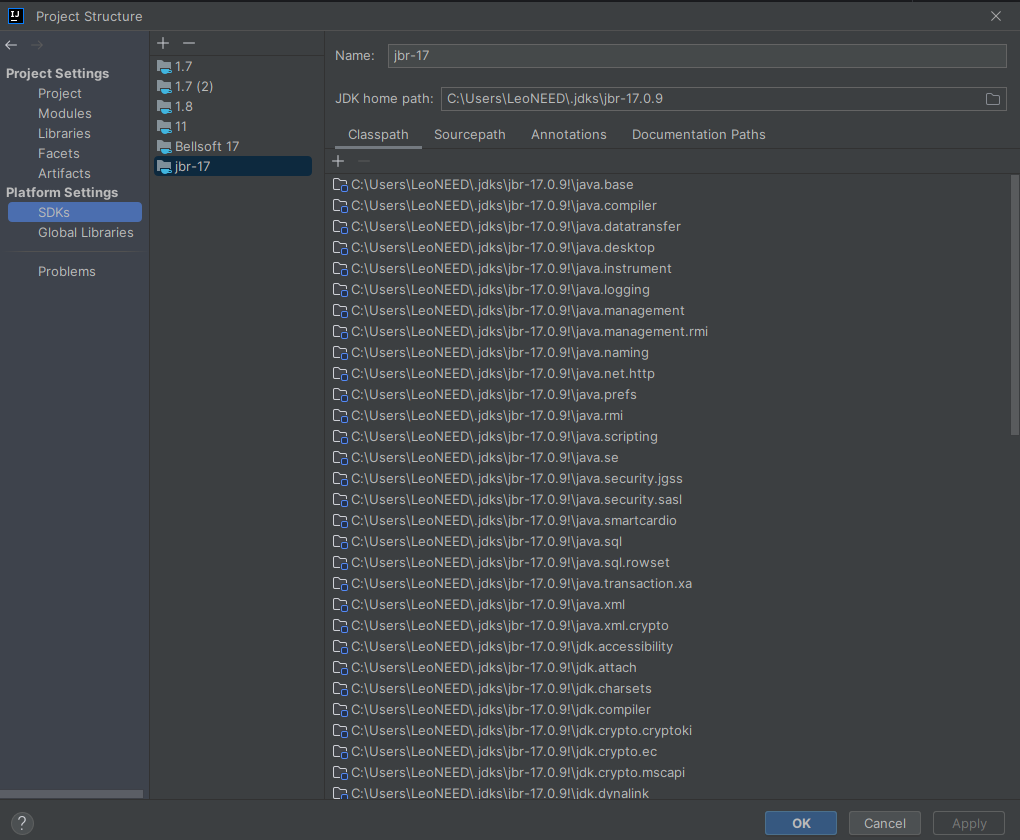 Project Structure
Project Settings
Project
Modules
Libraries
Facets
Artifacts
Platform Settings
SDKs
Global Libraries
Problems
1.7
1.7 (2)
1.8
11
Bellsoft 17
jbr-17
Name: jbr-17
JDK home path: C:\Users\LeoNEED\.jdks\jbr-17.0.9
Classpath Sourcepath Annotations Documentation Paths
C:\Users\LeoNEED\.jdks\jbr-17.0.9!\java.base
C:\Users\LeoNEED\.jdks\jbr-17.0.9!\java.compiler
C:\Users\LeoNEED\.jdks\jbr-17.0.9!\java.datatransfer
C:\Users\LeoNEED\.jdks\jbr-17.0.9!\java.desktop
C:\Users\LeoNEED\.jdks\jbr-17.0.9!\java.instrument
C:\Users\LeoNEED\.jdks\jbr-17.0.9!\java.logging
C:\Users\LeoNEED\.jdks\jbr-17.0.9!\java.management
C:\Users\LeoNEED\.jdks\jbr-17.0.9!\java.management.rmi
C:\Users\LeoNEED\.jdks\jbr-17.0.9!\java.naming
C:\Users\LeoNEED\.jdks\jbr-17.0.9!\java.net.http
C:\Users\LeoNEED\.jdks\jbr-17.0.9!\java.prefs
C:\Users\LeoNEED\.jdks\jbr-17.0.9!\java.rmi
C:\Users\LeoNEED\.jdks\jbr-17.0.9!\java.scripting
C:\Users\LeoNEED\.jdks\jbr-17.0.9!\java.se
C:\Users\LeoNEED\.jdks\jbr-17.0.9!\java.security.jgss
C:\Users\LeoNEED\.jdks\jbr-17.0.9!\java.security.sasl
C:\Users\LeoNEED\.jdks\jbr-17.0.9!\java.smartcardio
C:\Users\LeoNEED\.jdks\jbr-17.0.9!\java.sql
C:\Users\LeoNEED\.jdks\jbr-17.0.9!\java.sql.rowset
C:\Users\LeoNEED\.jdks\jbr-17.0.9!\java.transaction.xa
C:\Users\LeoNEED\.jdks\jbr-17.0.9!\java.xml
C:\Users\LeoNEED\.jdks\jbr-17.0.9!\java.xml.crypto
C:\Users\LeoNEED\.jdks\jbr-17.0.9!\jdk.accessibility
C:\Users\LeoNEED\.jdks\jbr-17.0.9!\jdk.attach
C:\Users\LeoNEED\.jdks\jbr-17.0.9!\jdk.charsets
C:\Users\LeoNEED\.jdks\jbr-17.0.9!\jdk.compiler
C:\Users\LeoNEED\.jdks\jbr-17.0.9!\jdk.crypto.cryptoki
C:\Users\LeoNEED\.jdks\jbr-17.0.9!\jdk.crypto.ec
C:\Users\LeoNEED\.jdks\jbr-17.0.9!\jdk.crypto.mscapi
C:\Users\LeoNEED\.jdks\jbr-17.0.9!\jdk.dynalink
? OK Cancel Apply